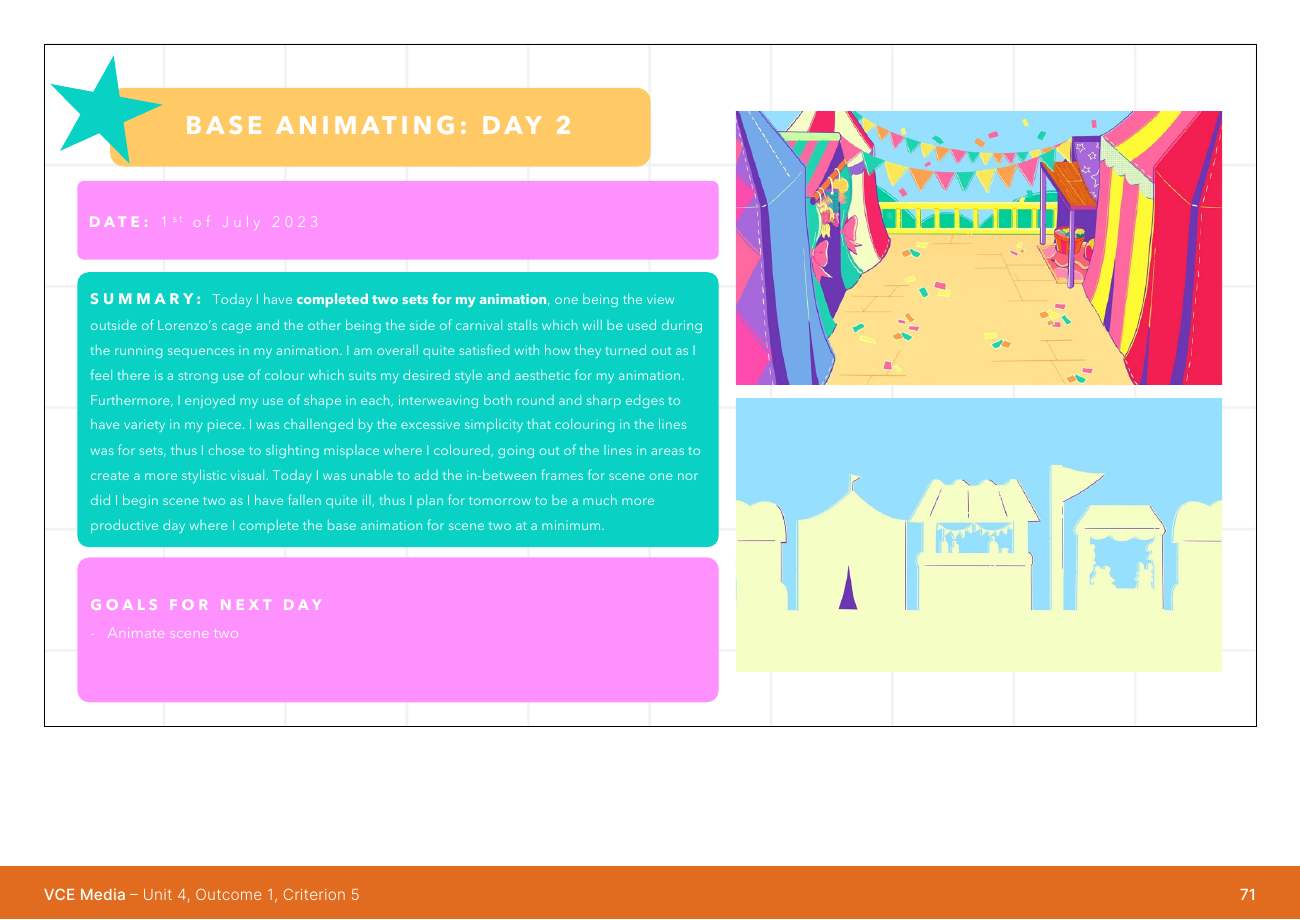 BASE ANIMATING: DAY 2
DATE: 1st of July 2023
SUMMARY: Today I have completed two sets for my animation, one being the view
outside of Lorenzo's cage and the other being the side of carnival stalls which will be used during
the running sequences in my animation. I am overall quite satisfied with how they turned out as I
feel there is a strong use of colour which suits my desired style and aesthetic for my animation.
Furthermore, I enjoyed my use of shape in each, interweaving both round and sharp edges to
have variety in my piece. I was challenged by the excessive simplicity that colouring in the lines
was for sets, thus I chose to slighting misplace where I coloured, going out of the lines in areas to
create a more stylistic visual. Today I was unable to add the in-between frames for scene one nor
did I begin scene two as I have fallen quite ill, thus I plan for tomorrow to be a much more
productive day where I complete the base animation for scene two at a minimum.
GOALS FOR NEXT DAY
- Animate scene two
VCE Media – Unit 4, Outcome 1, Criterion 5
71